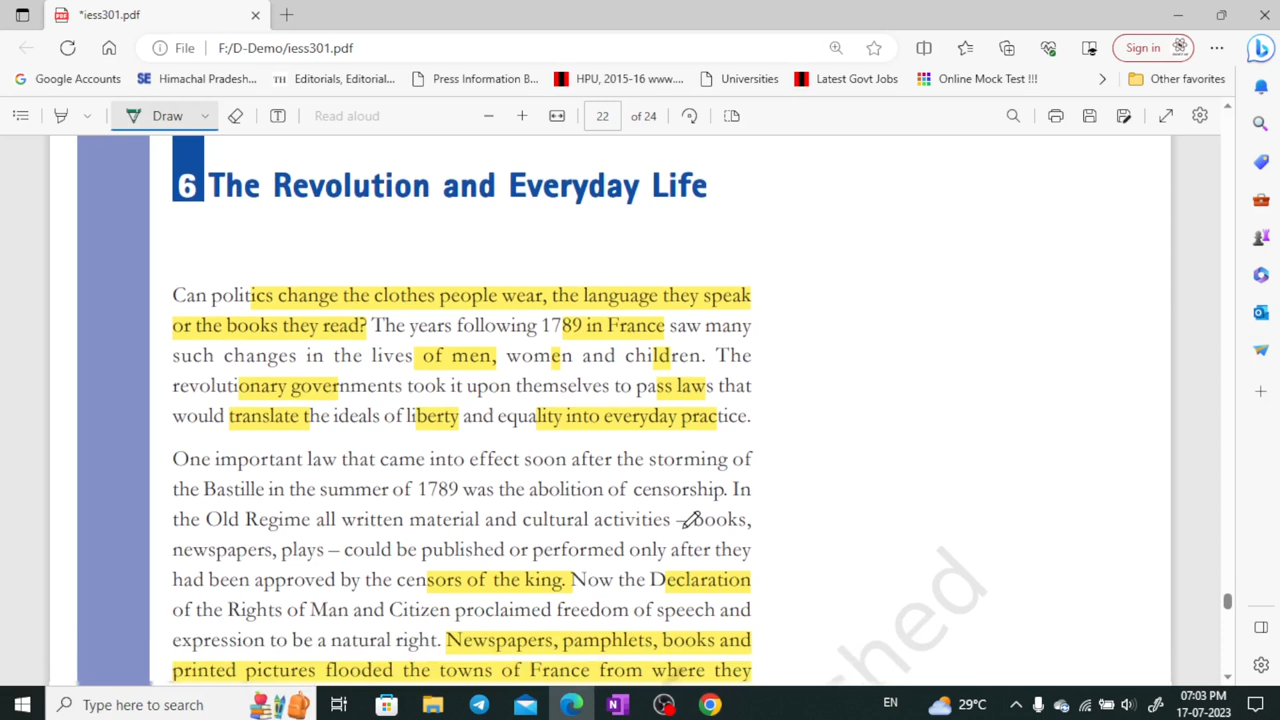 *iess301.pdf
File F:/D-Demo/iess301.pdf
Sign in
Google Accounts SE Himachal Pradesh... TH Editorials, Editorial... Press Information B... HPU, 2015-16 www.... Universities Latest Govt Jobs Online Mock Test !!! Other favorites
Draw Read aloud 22 of 24
6 The Revolution and Everyday Life
Can politics change the clothes people wear, the language they speak
or the books they read? The years following 1789 in France saw many
such changes in the lives of men, women and children. The
revolutionary governments took it upon themselves to pass laws that
would translate the ideals of liberty and equality into everyday practice.
One important law that came into effect soon after the storming of
the Bastille in the summer of 1789 was the abolition of censorship. In
the Old Regime all written material and cultural activities – books,
newspapers, plays – could be published or performed only after they
had been approved by the censors of the king. Now the Declaration
of the Rights of Man and Citizen proclaimed freedom of speech and
expression to be a natural right. Newspapers, pamphlets, books and
printed pictures flooded the towns of France from where they
shed
Type here to search EN 29°C 07:03 PM
17-07-2023